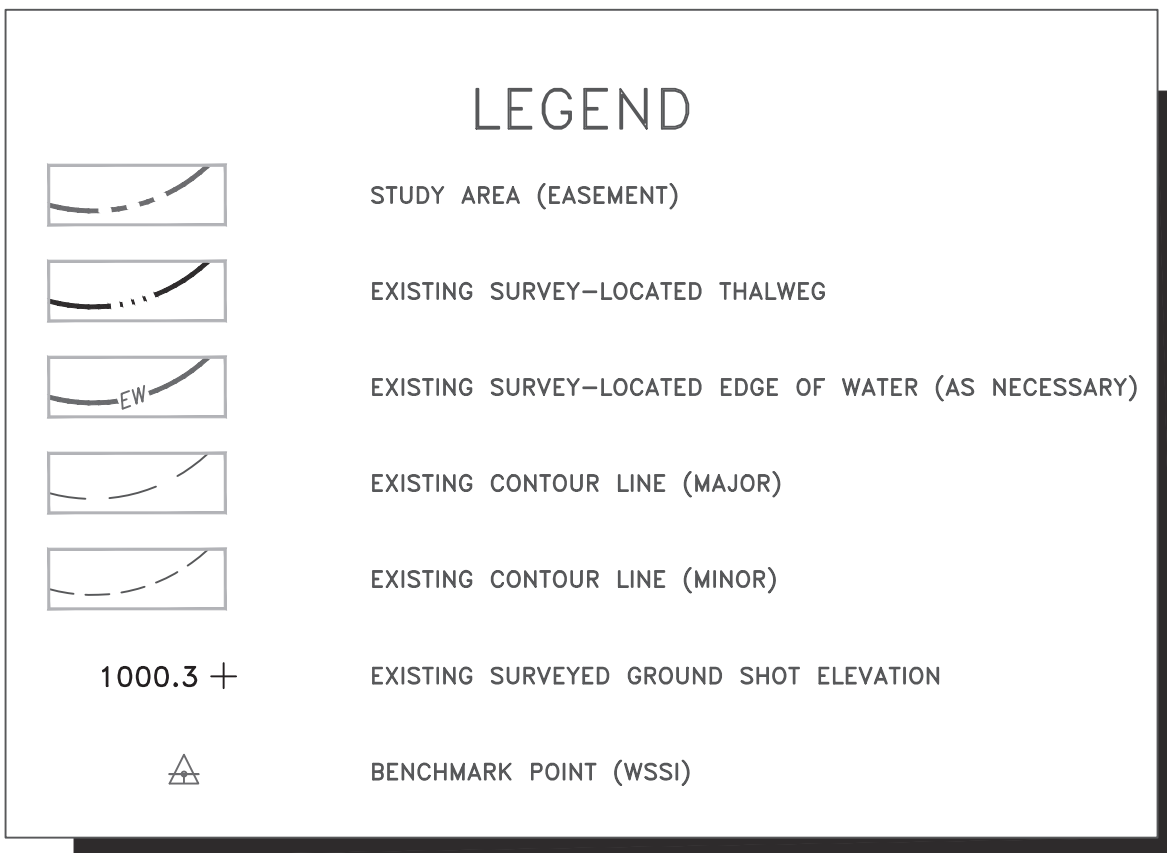 LEGEND
STUDY AREA (EASEMENT)
EXISTING SURVEY-LOCATED THALWEG
EW EXISTING SURVEY-LOCATED EDGE OF WATER (AS NECESSARY)
EXISTING CONTOUR LINE (MAJOR)
EXISTING CONTOUR LINE (MINOR)
1000.3 + EXISTING SURVEYED GROUND SHOT ELEVATION
BENCHMARK POINT (WSSI)